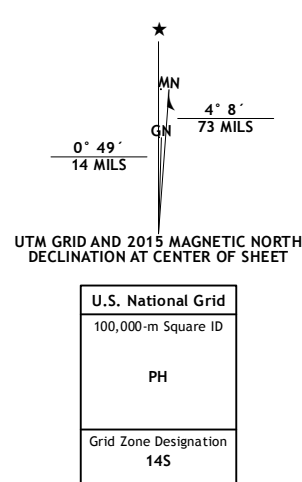 ★
MN
4° 8´
73 MILS
GN
0° 49´
14 MILS
UTM GRID AND 2015 MAGNETIC NORTH
DECLINATION AT CENTER OF SHEET
U.S. National Grid
100,000-m Square ID
PH
Grid Zone Designation
14S